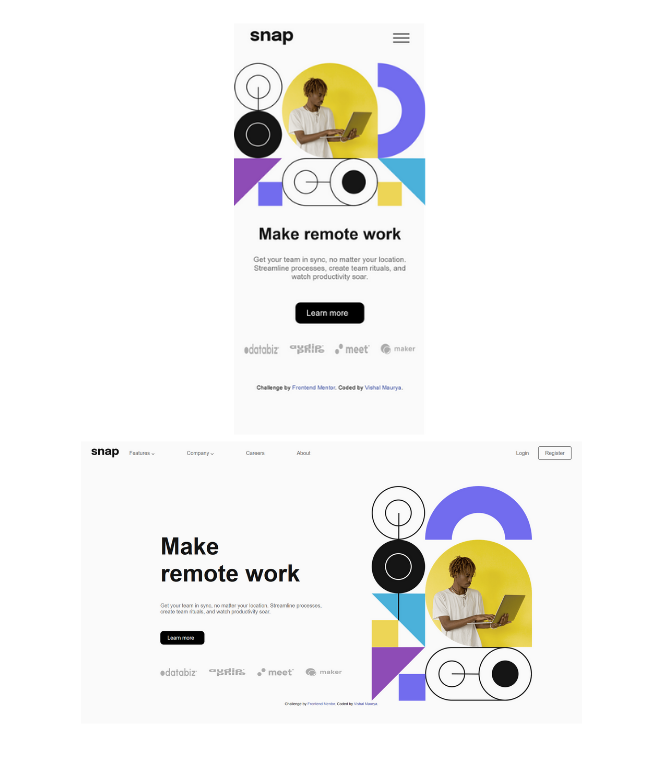 snap
Make remote work
Get your team in sync, no matter your location.
Streamline processes, create team rituals, and
watch productivity soar.
Learn more
databiz audiophile meet maker
Challenge by Frontend Mentor. Coded by Vishal Maurya.
snap Features Company Careers About Login Register
Make
remote work
Get your team in sync, no matter your location. Streamline processes,
create team rituals, and watch productivity soar.
Learn more
databiz audiophile meet maker
Challenge by Frontend Mentor. Coded by Vishal Maurya.